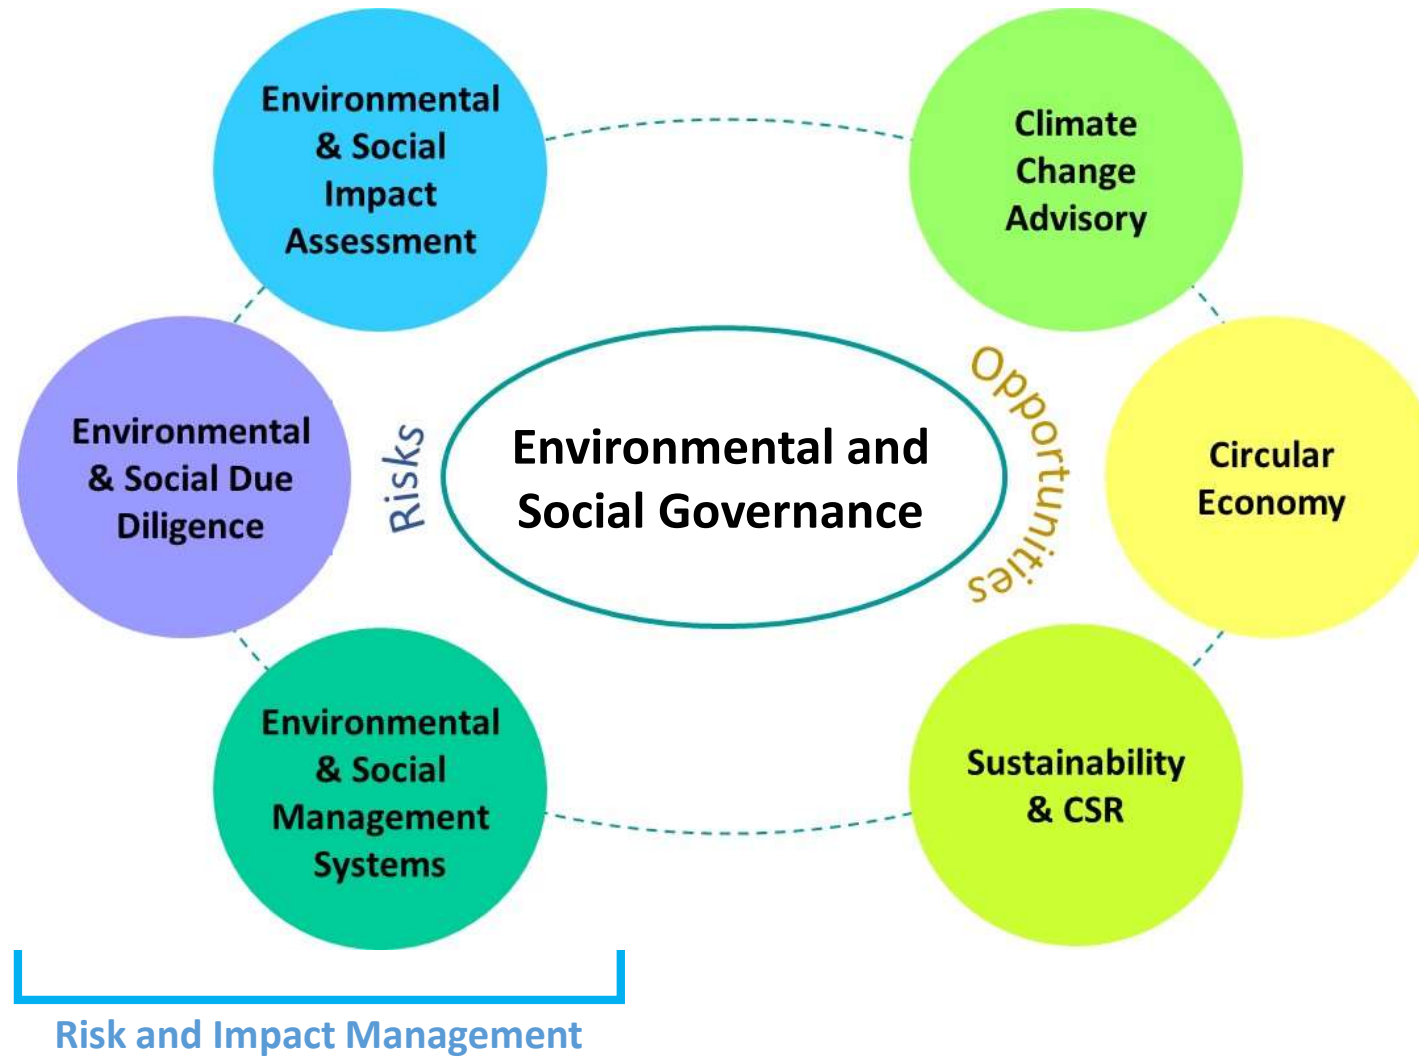 Environmental
& Social
Impact
Assessment
Climate
Change
Advisory
Environmental
& Social Due
Diligence
Risks
Environmental and
Social Governance
Opportunities
Circular
Economy
Environmental
& Social
Management
Systems
Sustainability
& CSR
Risk and Impact Management